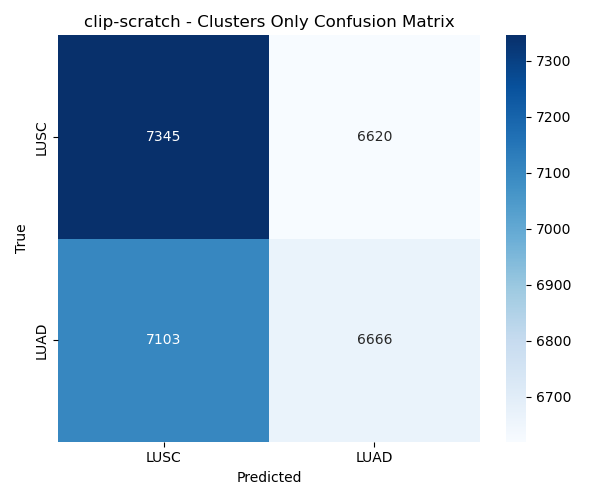 clip-scratch - Clusters Only Confusion Matrix
LUSC
7345
6620
LUAD
7103
6666
True
LUSC
LUAD
Predicted
7300
7200
7100
7000
6900
6800
6700